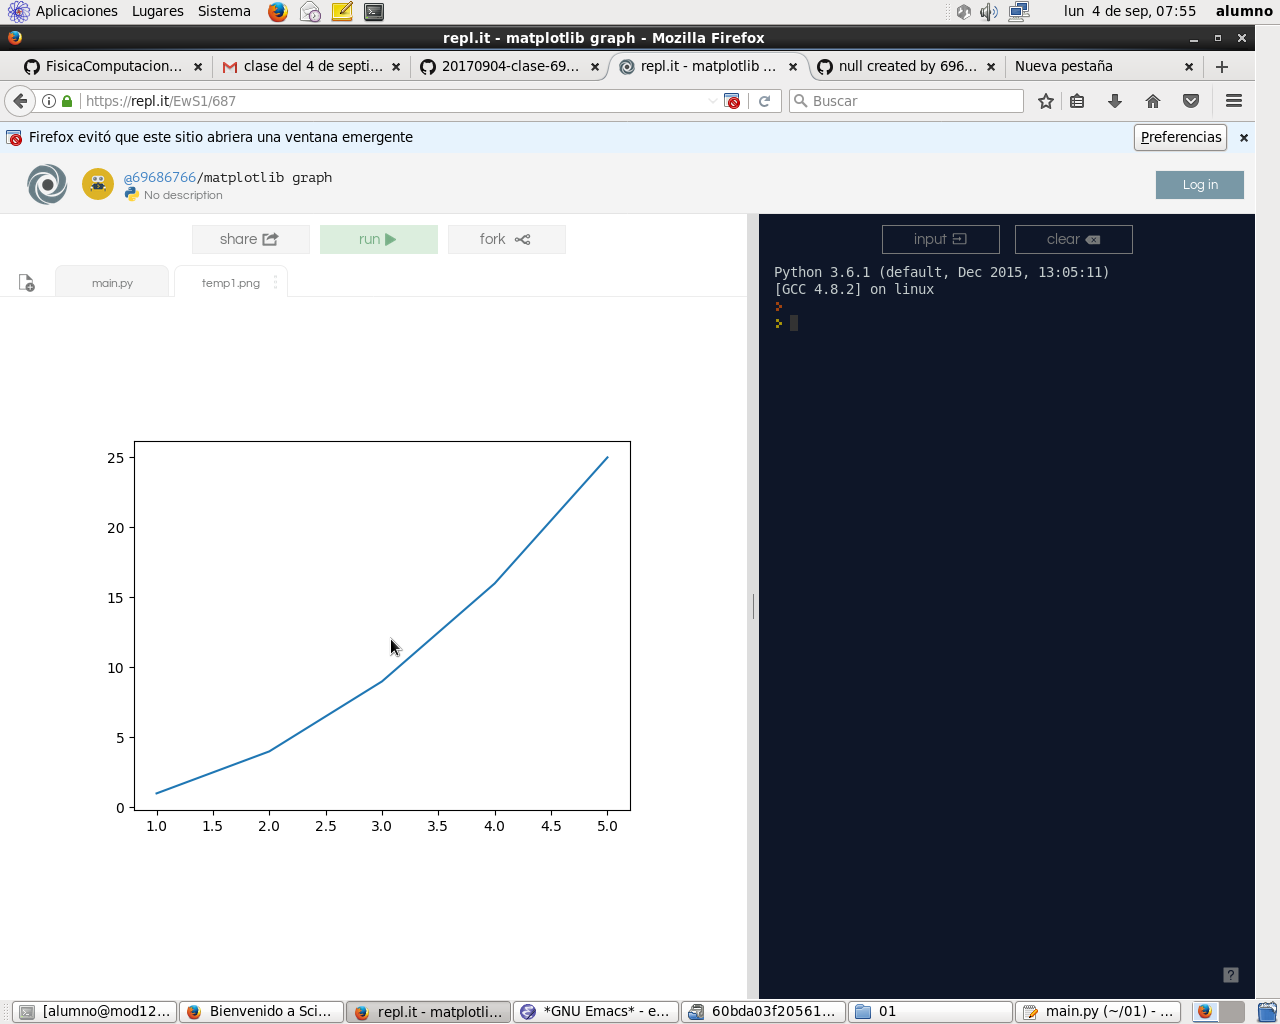 Aplicaciones Lugares Sistema lun 4 de sep, 07:55 alumno
repl.it - matplotlib graph - Mozilla Firefox
FisicaComputacion... clase del 4 de septi... 20170904-clase-69... repl.it - matplotlib ... null created by 696... Nueva pestaña
https://repl.it/EwS1/687 Buscar
Firefox evitó que este sitio abriera una ventana emergente Preferencias
@69686766/matplotlib graph
No description
Log in
share run fork input clear
main.py temp1.png
Python 3.6.1 (default, Dec 2015, 13:05:11)
[GCC 4.8.2] on linux
25
20
15
10
5
0
1.0 1.5 2.0 2.5 3.0 3.5 4.0 4.5 5.0
?
[alumno@mod12... Bienvenido a Sci... repl.it - matplotli... *GNU Emacs* - e... 60bda03f20561... 01 main.py (~/01) - ...